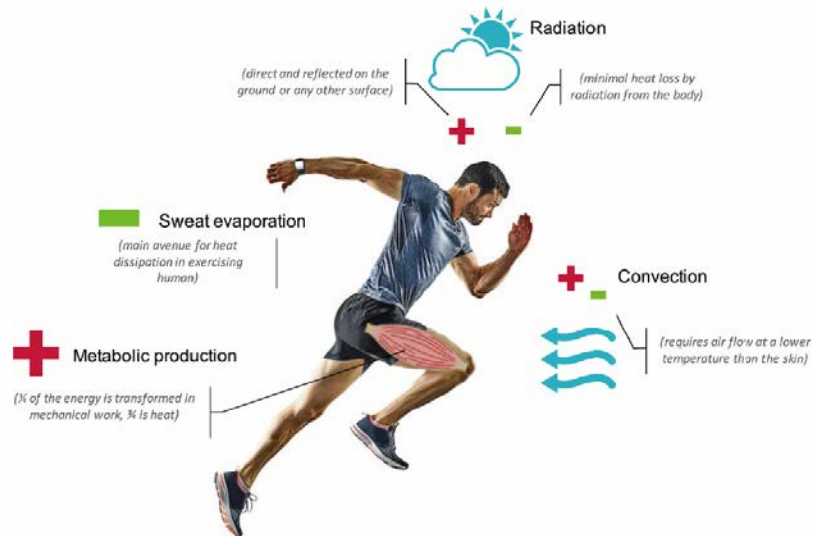 Radiation
(direct and reflected on the
ground or any other surface)
(minimal heat loss by
radiation from the body)
Sweat evaporation
(main avenue for heat
dissipation in exercising
human)
Convection
(requires air flow at a lower
temperature than the skin)
Metabolic production
(¼ of the energy is transformed in
mechanical work, ¾ is heat)